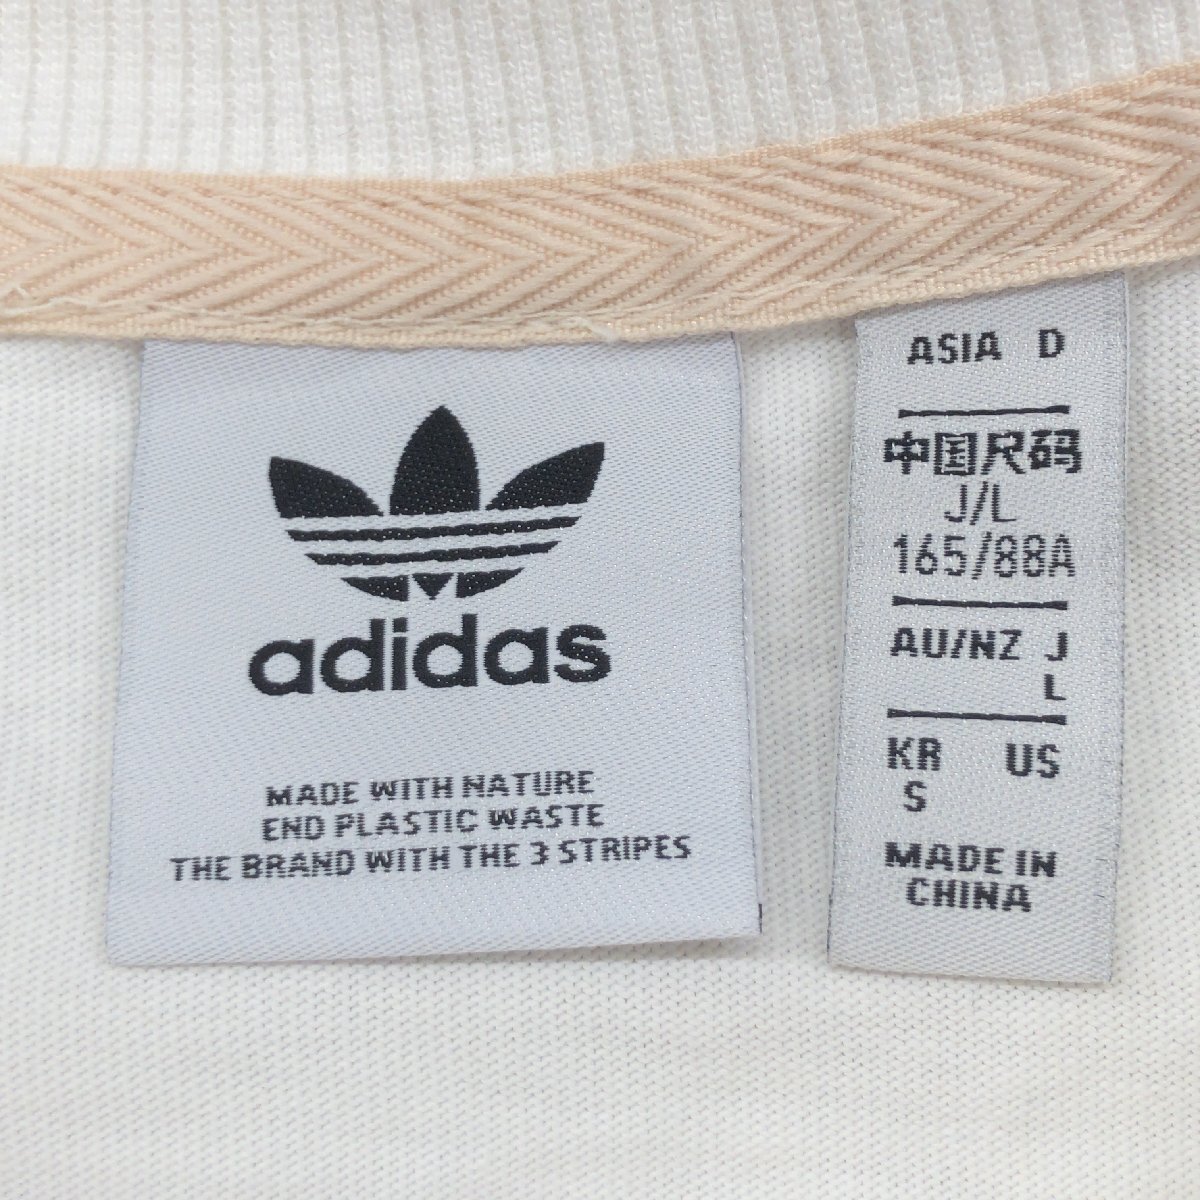 adidas
MADE WITH NATURE
END PLASTIC WASTE
THE BRAND WITH THE 3 STRIPES
ASIA D
中国尺码
J/L
165/88A
AU/NZ J
L
KR US
S
MADE IN
CHINA